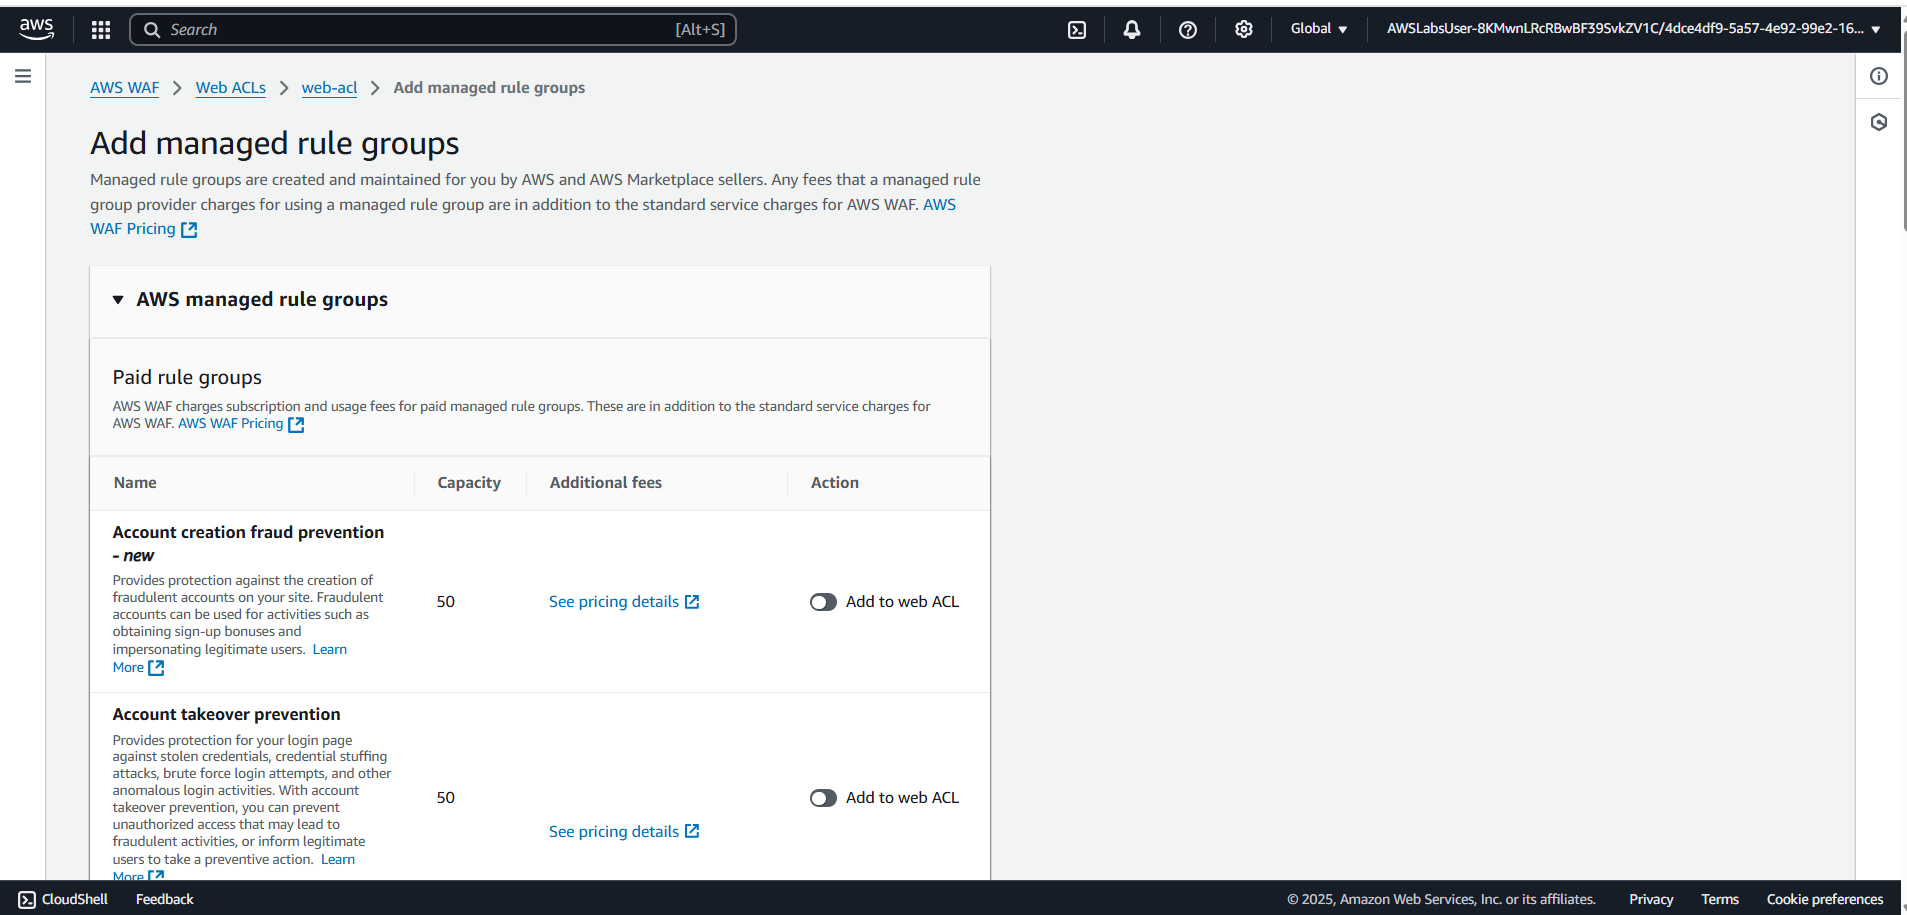 aws
Search
[Alt+S]
Global
AWSLabsUser-8KMwnLRcRBwBF39SvkZV1C/4dce4df9-5a57-4e92-99e2-16...
AWS WAF
Web ACLs
web-acl
Add managed rule groups
Add managed rule groups
Managed rule groups are created and maintained for you by AWS and AWS Marketplace sellers. Any fees that a managed rule
group provider charges for using a managed rule group are in addition to the standard service charges for AWS WAF. AWS
WAF Pricing
AWS managed rule groups
Paid rule groups
AWS WAF charges subscription and usage fees for paid managed rule groups. These are in addition to the standard service charges for
AWS WAF. AWS WAF Pricing
Name
Capacity
Additional fees
Action
Account creation fraud prevention
- new
Provides protection against the creation of
fraudulent accounts on your site. Fraudulent
accounts can be used for activities such as
obtaining sign-up bonuses and
impersonating legitimate users. Learn
More
50
See pricing details
Add to web ACL
Account takeover prevention
Provides protection for your login page
against stolen credentials, credential stuffing
attacks, brute force login attempts, and other
anomalous login activities. With account
takeover prevention, you can prevent
unauthorized access that may lead to
fraudulent activities, or inform legitimate
users to take a preventive action. Learn
More
50
See pricing details
Add to web ACL
CloudShell
Feedback
© 2025, Amazon Web Services, Inc. or its affiliates.
Privacy
Terms
Cookie preferences